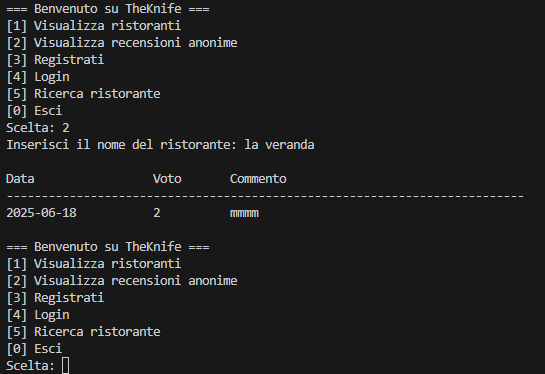 === Benvenuto su TheKnife ===
[1] Visualizza ristoranti
[2] Visualizza recensioni anonime
[3] Registrati
[4] Login
[5] Ricerca ristorante
[0] Esci
Scelta: 2
Inserisci il nome del ristorante: la veranda

Data                 Voto       Commento
--------------------------------------------------------------------------
2025-06-18           2          mmmm

=== Benvenuto su TheKnife ===
[1] Visualizza ristoranti
[2] Visualizza recensioni anonime
[3] Registrati
[4] Login
[5] Ricerca ristorante
[0] Esci
Scelta: